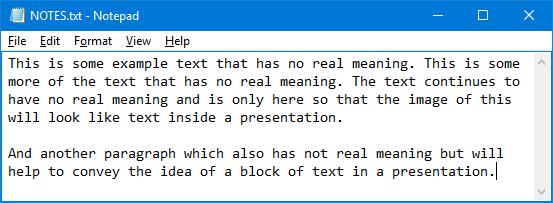 NOTES.txt - Notepad
File Edit Format View Help
This is some example text that has no real meaning. This is some
more of the text that has no real meaning. The text continues to
have no real meaning and is only here so that the image of this
will look like text inside a presentation.
And another paragraph which also has not real meaning but will
help to convey the idea of a block of text in a presentation.